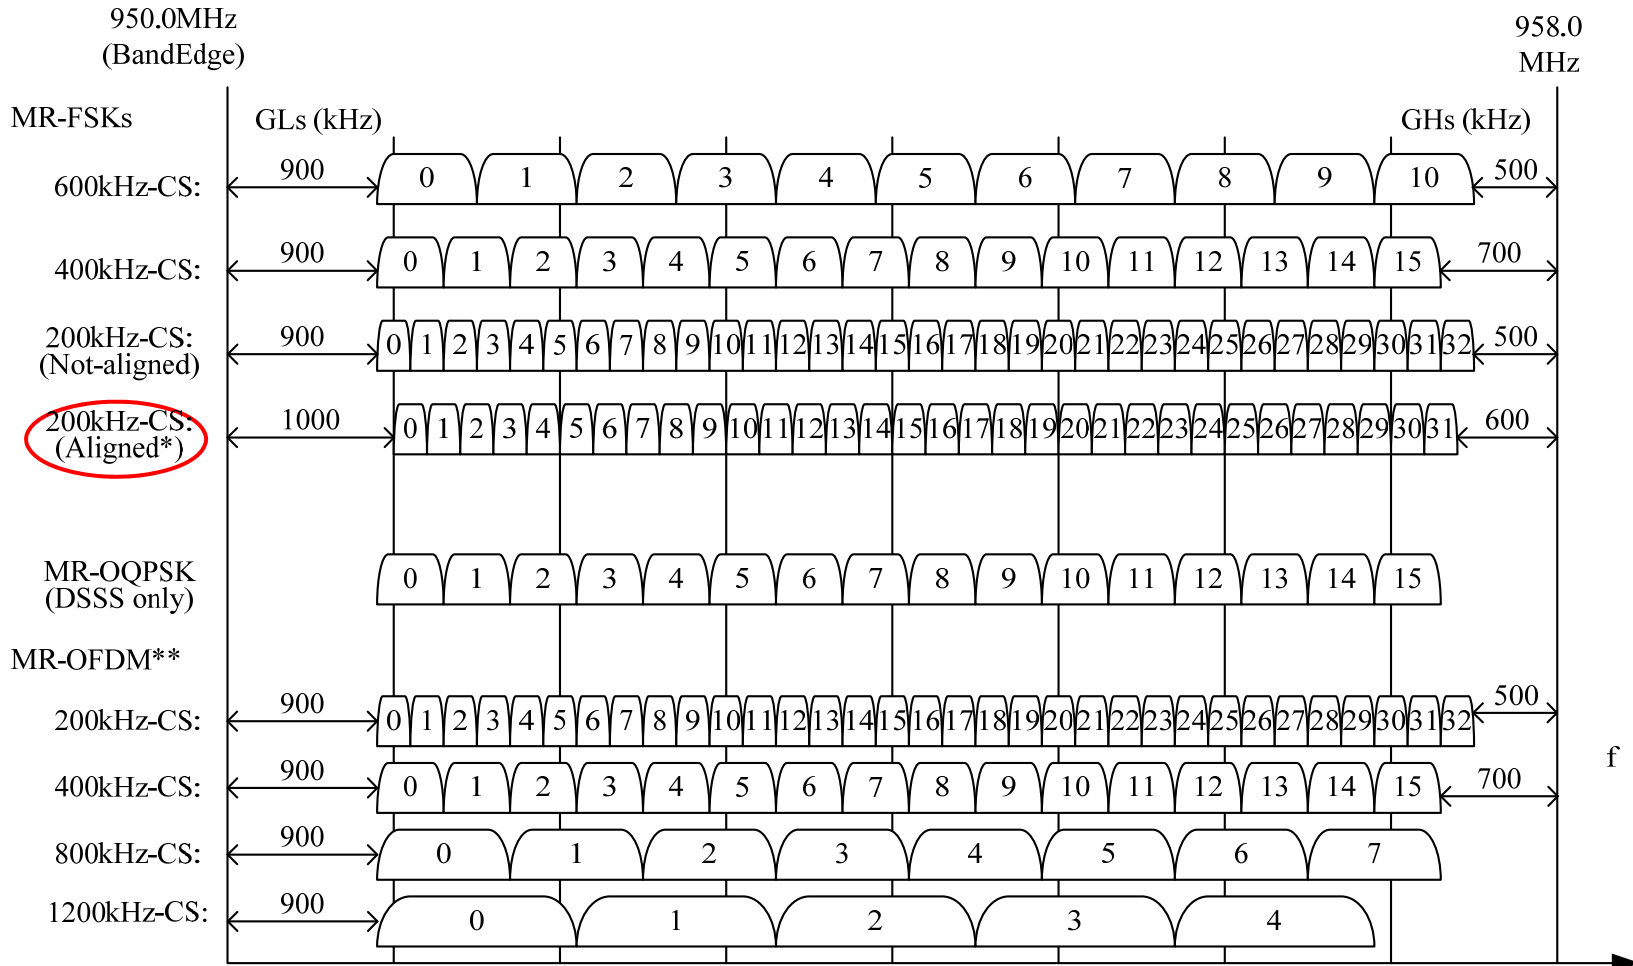 950.0MHz
(BandEdge)
958.0
MHz
MR-FSKs
GLs (kHz)
GHs (kHz)
600kHz-CS:
900
0 1 2 3 4 5 6 7 8 9 10
500
400kHz-CS:
900
0 1 2 3 4 5 6 7 8 9 10 11 12 13 14 15
700
200kHz-CS:
(Not-aligned)
900
0 1 2 3 4 5 6 7 8 9 10 11 12 13 14 15 16 17 18 19 20 21 22 23 24 25 26 27 28 29 30 31 32
500
200kHz-CS:
(Aligned*)
1000
0 1 2 3 4 5 6 7 8 9 10 11 12 13 14 15 16 17 18 19 20 21 22 23 24 25 26 27 28 29 30 31
600
MR-OQPSK
(DSSS only)
0 1 2 3 4 5 6 7 8 9 10 11 12 13 14 15
MR-OFDM**
200kHz-CS:
900
0 1 2 3 4 5 6 7 8 9 10 11 12 13 14 15 16 17 18 19 20 21 22 23 24 25 26 27 28 29 30 31 32
500
f
400kHz-CS:
900
0 1 2 3 4 5 6 7 8 9 10 11 12 13 14 15
700
800kHz-CS:
900
0 1 2 3 4 5 6 7
1200kHz-CS:
900
0 1 2 3 4